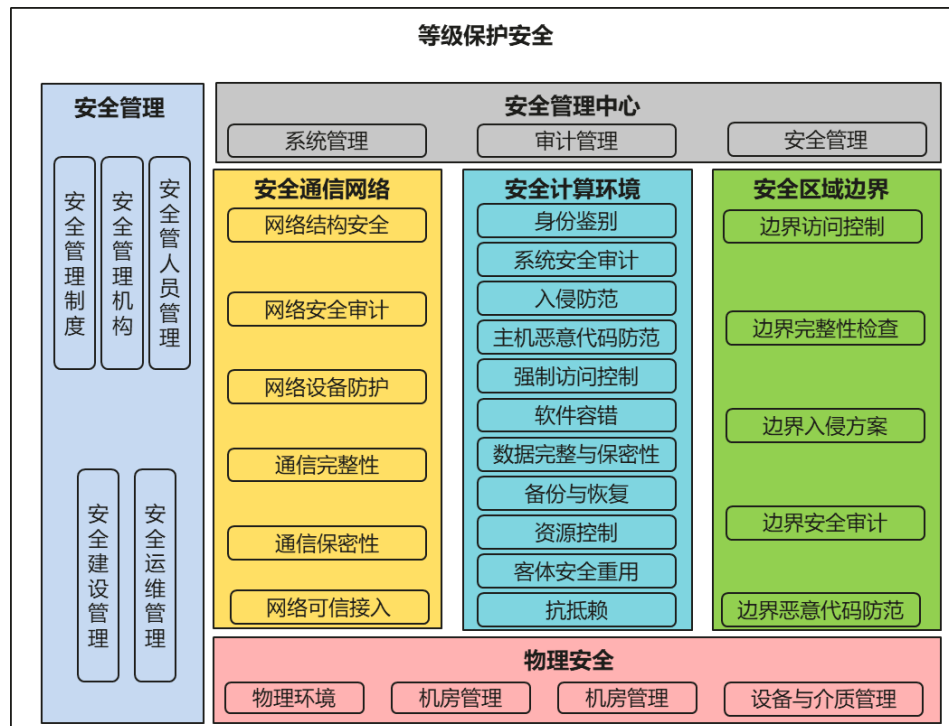 等级保护安全
安全管理
安全管理制度
安全管理机构
安全管人员管理
安全建设管理
安全运维管理
安全管理中心
系统管理
审计管理
安全管理
安全通信网络
网络结构安全
网络安全审计
网络设备防护
通信完整性
通信保密性
网络可信接入
安全计算环境
身份鉴别
系统安全审计
入侵防范
主机恶意代码防范
强制访问控制
软件容错
数据完整与保密性
备份与恢复
资源控制
客体安全重用
抗抵赖
安全区域边界
边界访问控制
边界完整性检查
边界入侵方案
边界安全审计
边界恶意代码防范
物理安全
物理环境
机房管理
机房管理
设备与介质管理